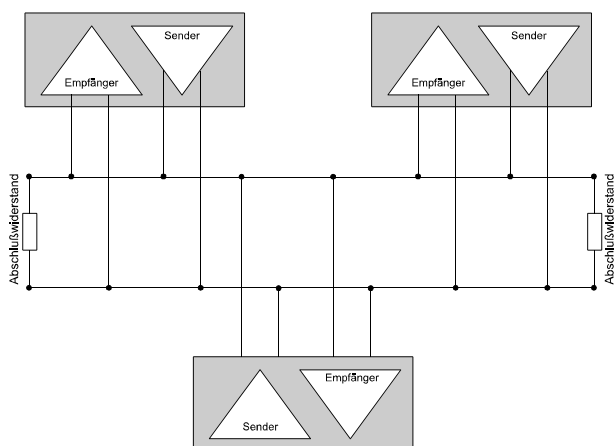 Sender
Empfänger
Sender
Empfänger
Abschlußwiderstand
Abschlußwiderstand
Empfänger
Sender